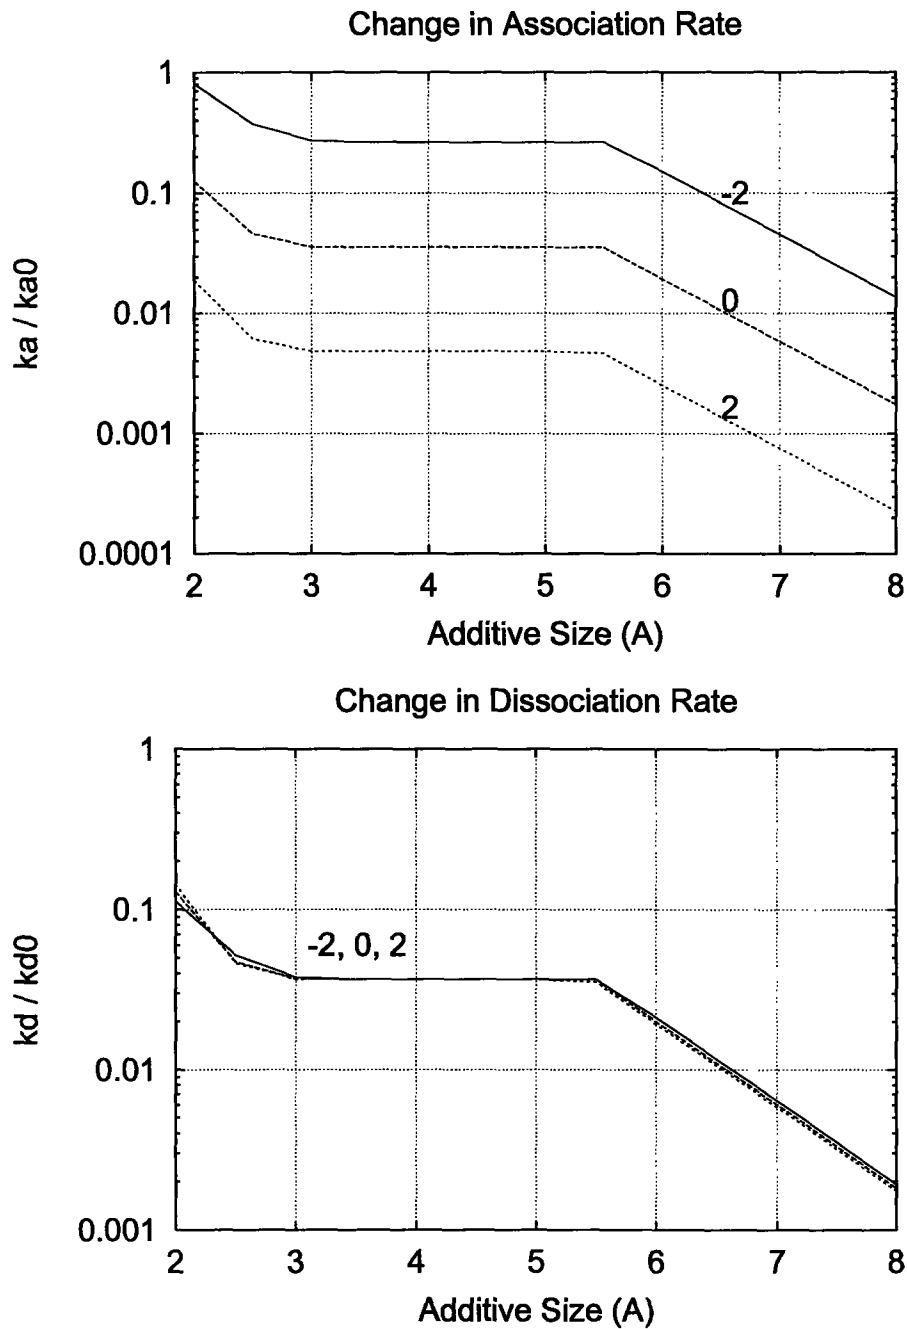 Change in Association Rate
1
0.1
0.01
0.001
0.0001
ka / ka0
-2
0
2
2 3 4 5 6 7 8
Additive Size (A)
Change in Dissociation Rate
1
0.1
0.01
0.001
kd / kd0
-2, 0, 2
2 3 4 5 6 7 8
Additive Size (A)